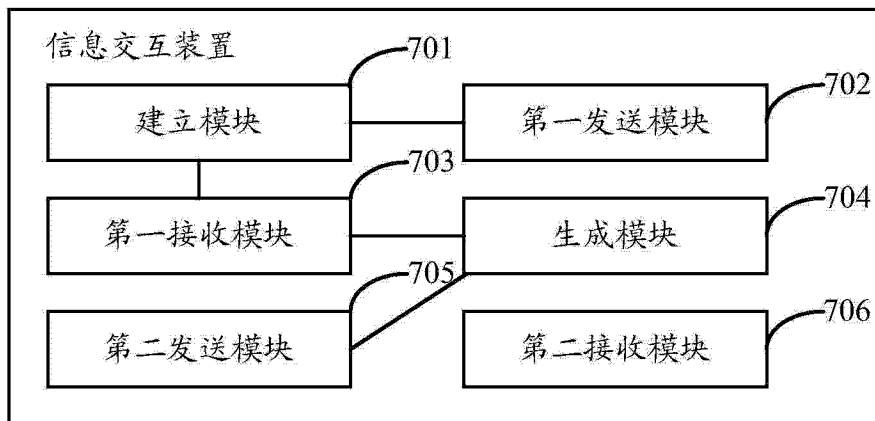 信息交互装置
701
建立模块
702
第一发送模块
703
第一接收模块
704
生成模块
705
第二发送模块
706
第二接收模块